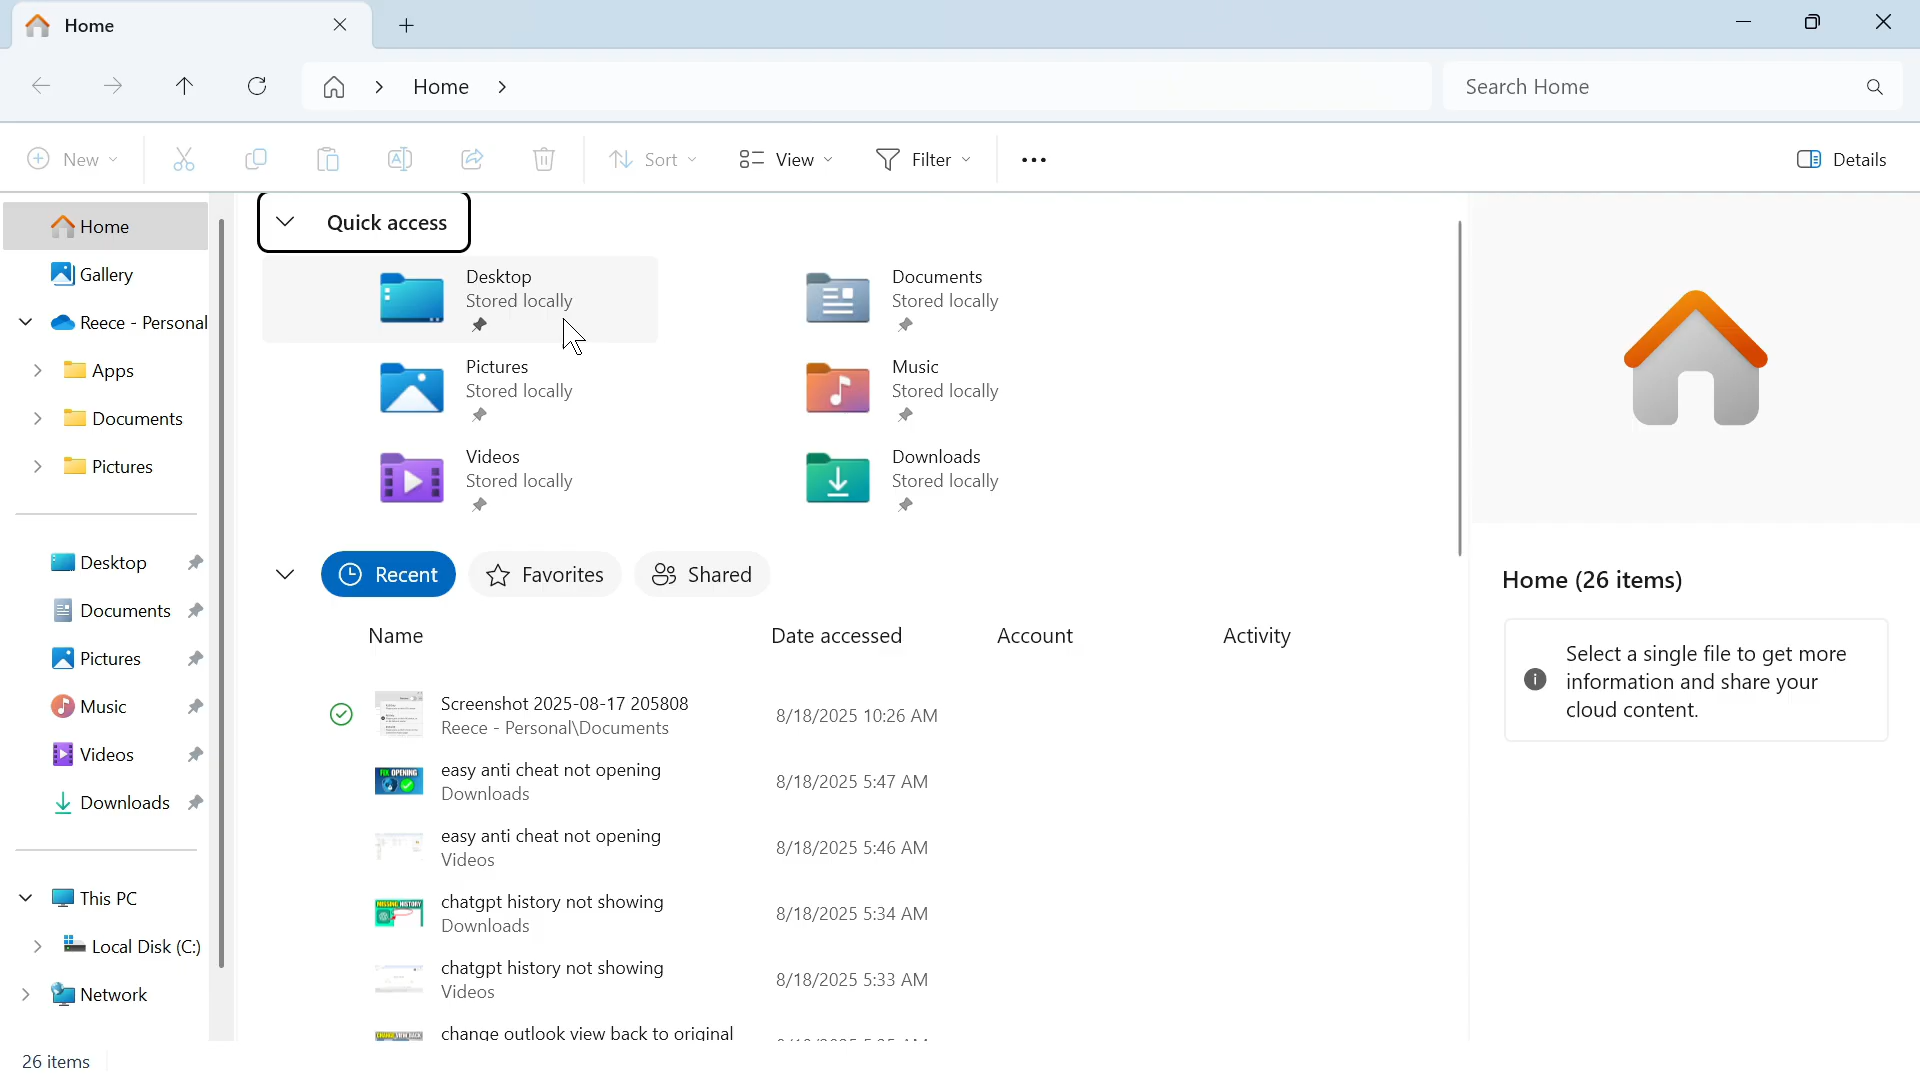 Home
Home
Search Home
New
Sort
View
Filter
Details
Home
Gallery
Reece - Personal
Apps
Documents
Pictures
Desktop
Documents
Pictures
Music
Videos
Downloads
This PC
Local Disk (C:)
Network
Quick access
Desktop
Stored locally
Documents
Stored locally
Pictures
Stored locally
Music
Stored locally
Videos
Stored locally
Downloads
Stored locally
Recent
Favorites
Shared
Name
Date accessed
Account
Activity
Screenshot 2025-08-17 205808
Reece - Personal\Documents
8/18/2025 10:26 AM
easy anti cheat not opening
Downloads
8/18/2025 5:47 AM
easy anti cheat not opening
Videos
8/18/2025 5:46 AM
chatgpt history not showing
Downloads
8/18/2025 5:34 AM
chatgpt history not showing
Videos
8/18/2025 5:33 AM
change outlook view back to original
Home (26 items)
Select a single file to get more
information and share your
cloud content.
26 items